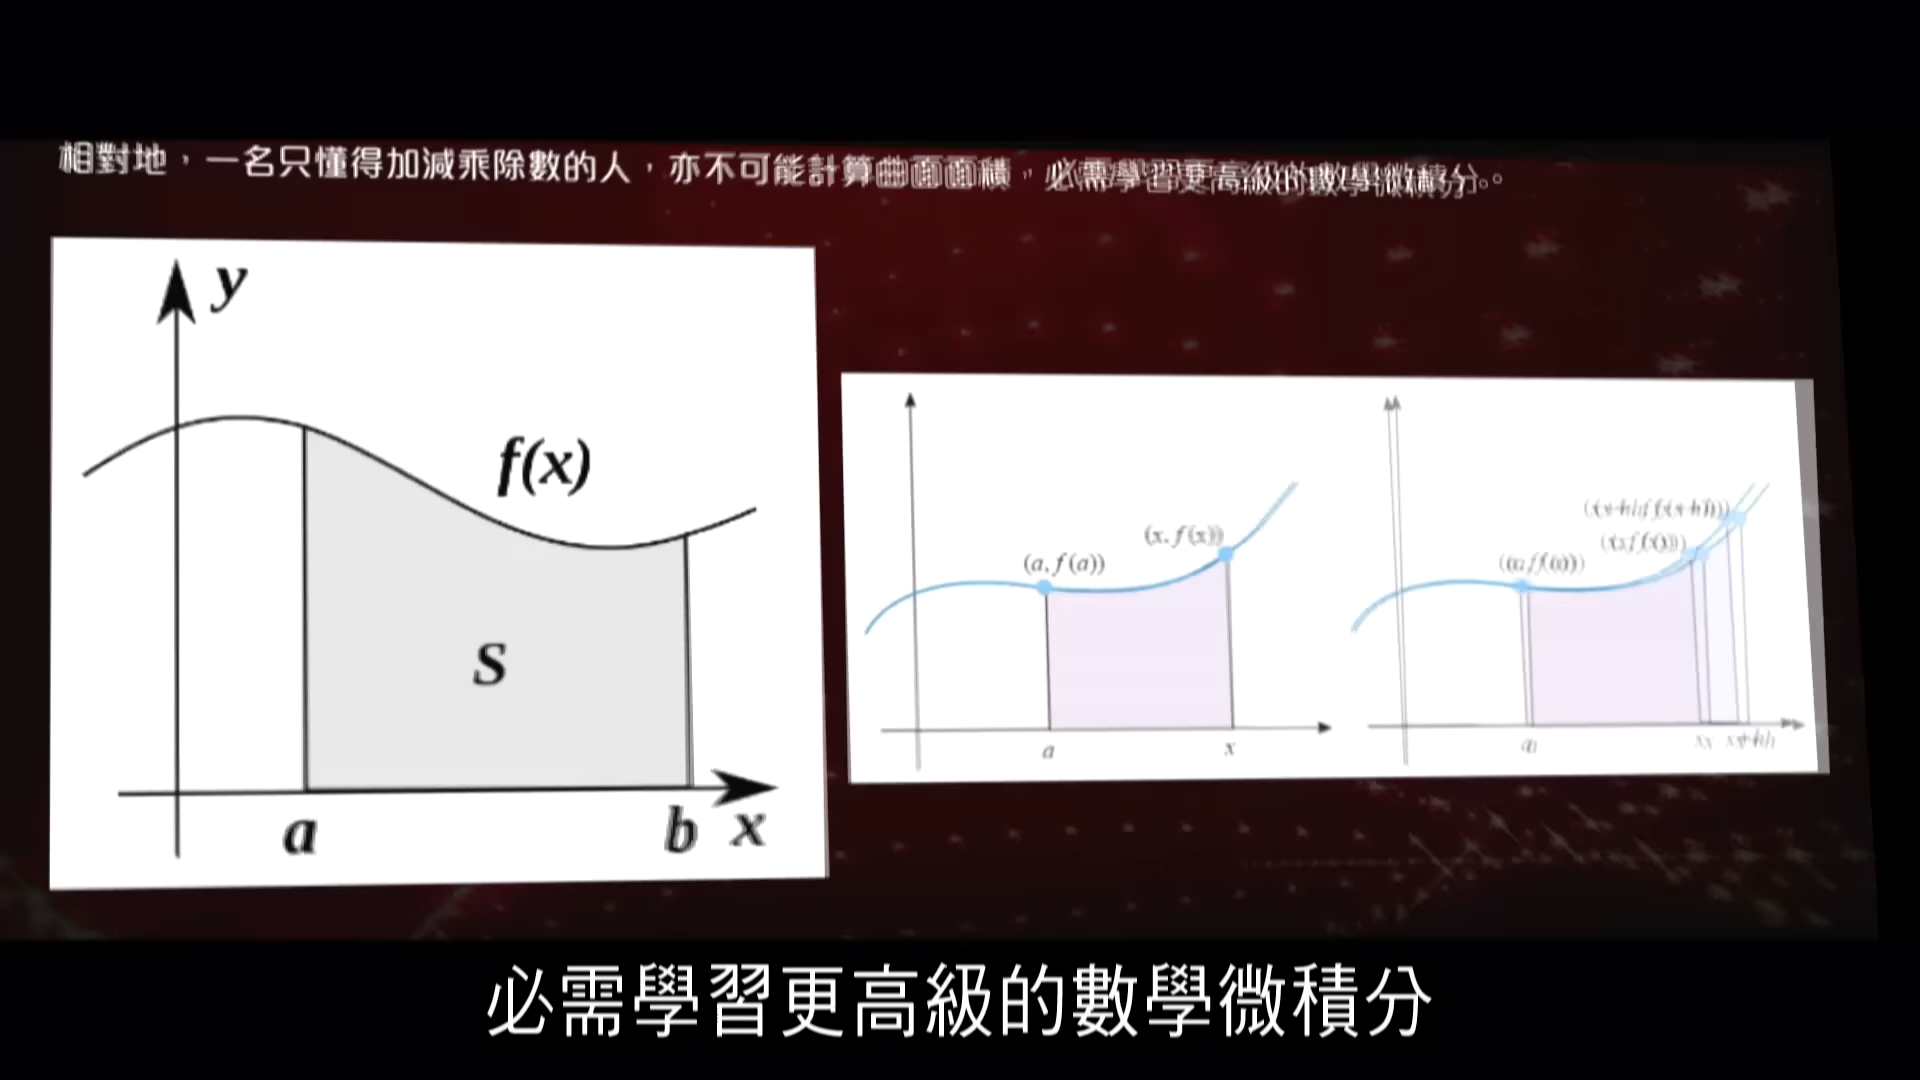 相對地，一名只懂得加減乘除數的人，亦不可能計算曲面面積，必需學習更高級的數學微積分。
y
f(x)
S
a
b
x
(a, f(a))
(x, f(x))
a
x
(x+h, f(x+h))
(x, f(x))
(a, f(a))
a
x
x+h
必需學習更高級的數學微積分